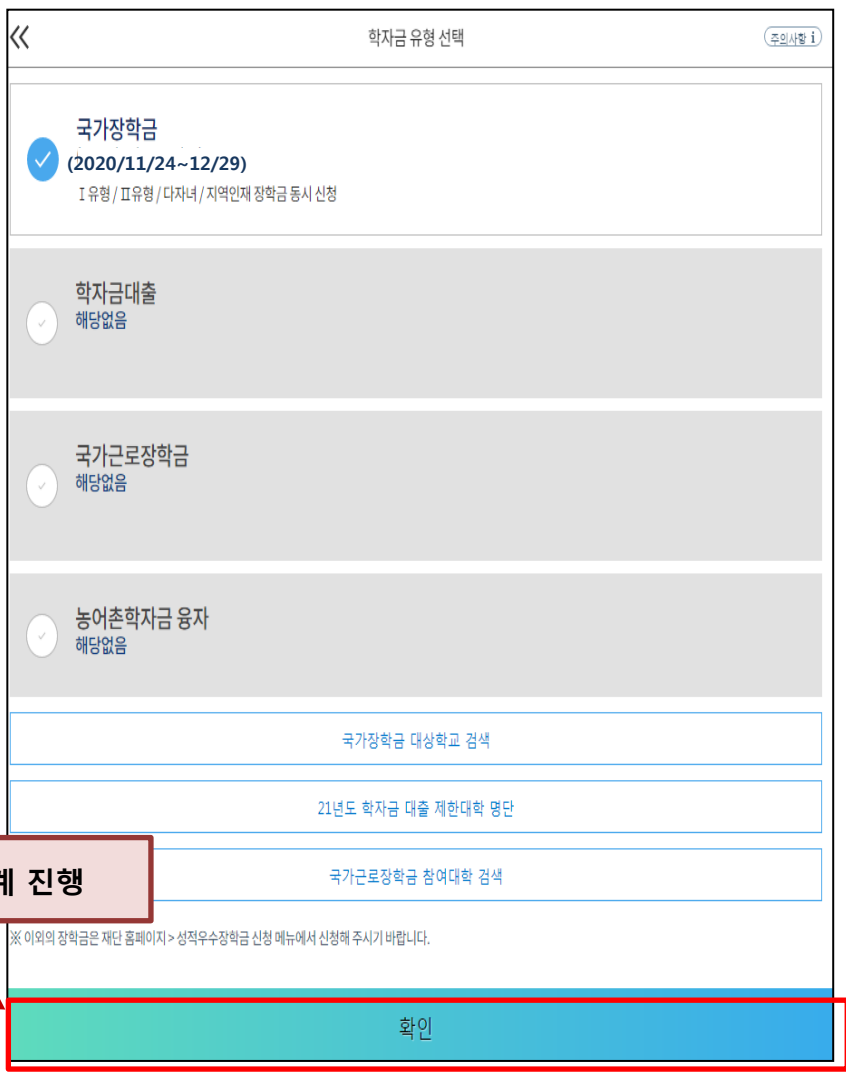 학자금 유형 선택
주의사항 i
국가장학금
(2020/11/24~12/29)
Ⅰ유형 / Ⅱ유형 / 다자녀 / 지역인재 장학금 동시 신청
학자금대출
해당없음
국가근로장학금
해당없음
농어촌학자금 융자
해당없음
국가장학금 대상학교 검색
21년도 학자금 대출 제한대학 명단
진행
국가근로장학금 참여대학 검색
※ 이외의 장학금은 재단 홈페이지 > 성적우수장학금 신청 메뉴에서 신청해 주시기 바랍니다.
확인